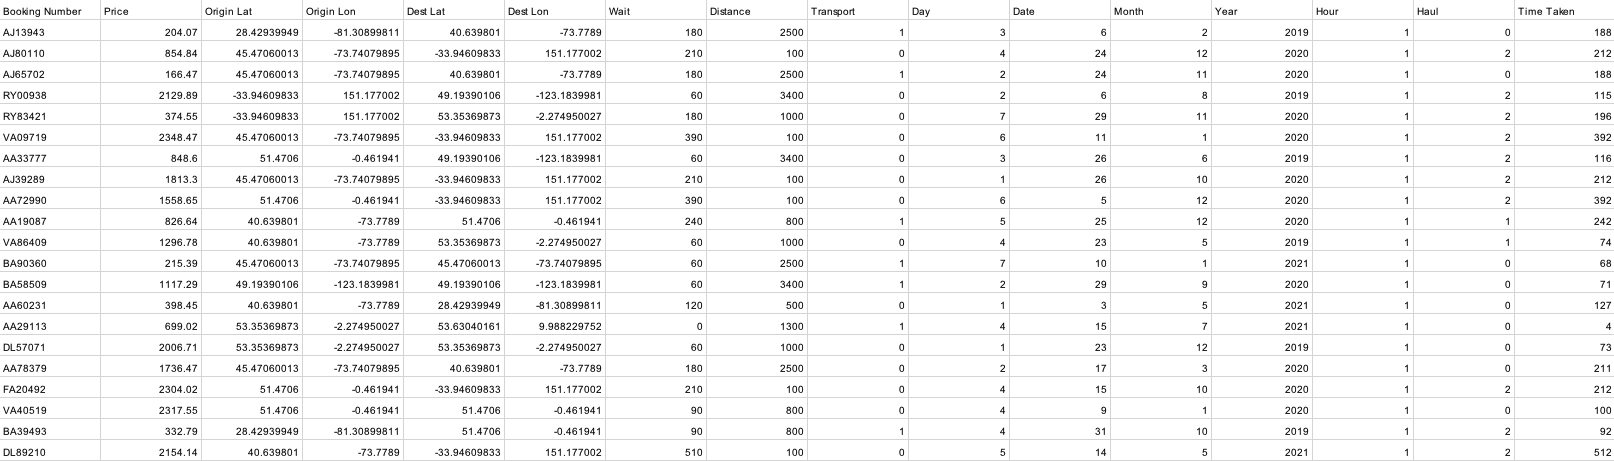 Booking Number Price Origin Lat Origin Lon Dest Lat Dest Lon Wait Distance Transport Day Date Month Year Hour Haul Time Taken
AJ13943 204.07 28.42939949 -81.30899811 40.639801 -73.7789 180 2500 1 3 6 2 2019 1 0 188
AJ80110 854.84 45.47060013 -73.74079895 -33.94609833 151.177002 210 100 0 4 24 12 2020 1 2 212
AJ65702 166.47 45.47060013 -73.74079895 40.639801 -73.7789 180 2500 1 2 24 11 2020 1 0 188
RY00938 2129.89 -33.94609833 151.177002 49.19390106 -123.1839981 60 3400 0 2 6 8 2019 1 2 115
RY83421 374.55 -33.94609833 151.177002 53.35369873 -2.274950027 180 1000 0 7 29 11 2020 1 2 196
VA09719 2348.47 45.47060013 -73.74079895 -33.94609833 151.177002 390 100 0 6 11 1 2020 1 2 392
AA33777 848.6 51.4706 -0.461941 49.19390106 -123.1839981 60 3400 0 3 26 6 2019 1 2 116
AJ39289 1813.3 45.47060013 -73.74079895 -33.94609833 151.177002 210 100 0 1 26 10 2020 1 2 212
AA72990 1558.65 51.4706 -0.461941 -33.94609833 151.177002 390 100 0 6 5 12 2020 1 2 392
AA19087 826.64 40.639801 -73.7789 51.4706 -0.461941 240 800 1 5 25 12 2020 1 1 242
VA86409 1296.78 40.639801 -73.7789 53.35369873 -2.274950027 60 1000 0 4 23 5 2019 1 1 74
BA90360 215.39 45.47060013 -73.74079895 45.47060013 -73.74079895 60 2500 1 7 10 1 2021 1 0 68
BA58509 1117.29 49.19390106 -123.1839981 49.19390106 -123.1839981 60 3400 1 2 29 9 2020 1 0 71
AA60231 398.45 40.639801 -73.7789 28.42939949 -81.30899811 120 500 0 1 3 5 2021 1 0 127
AA29113 699.02 53.35369873 -2.274950027 53.63040161 9.988229752 0 1300 1 4 15 7 2021 1 0 4
DL57071 2006.71 53.35369873 -2.274950027 53.35369873 -2.274950027 60 1000 0 1 23 12 2019 1 0 73
AA78379 1736.47 45.47060013 -73.74079895 40.639801 -73.7789 180 2500 0 2 17 3 2020 1 0 211
FA20492 2304.02 51.4706 -0.461941 -33.94609833 151.177002 210 100 0 4 15 10 2020 1 2 212
VA40519 2317.55 51.4706 -0.461941 51.4706 -0.461941 90 800 0 4 9 1 2020 1 0 100
BA39493 332.79 28.42939949 -81.30899811 51.4706 -0.461941 90 800 1 4 31 10 2019 1 2 92
DL89210 2154.14 40.639801 -73.7789 -33.94609833 151.177002 510 100 0 5 14 5 2021 1 2 512